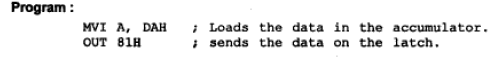 Program :
MVI A, DAH ; Loads the data in the accumulator.
OUT 81H ; sends the data on the latch.